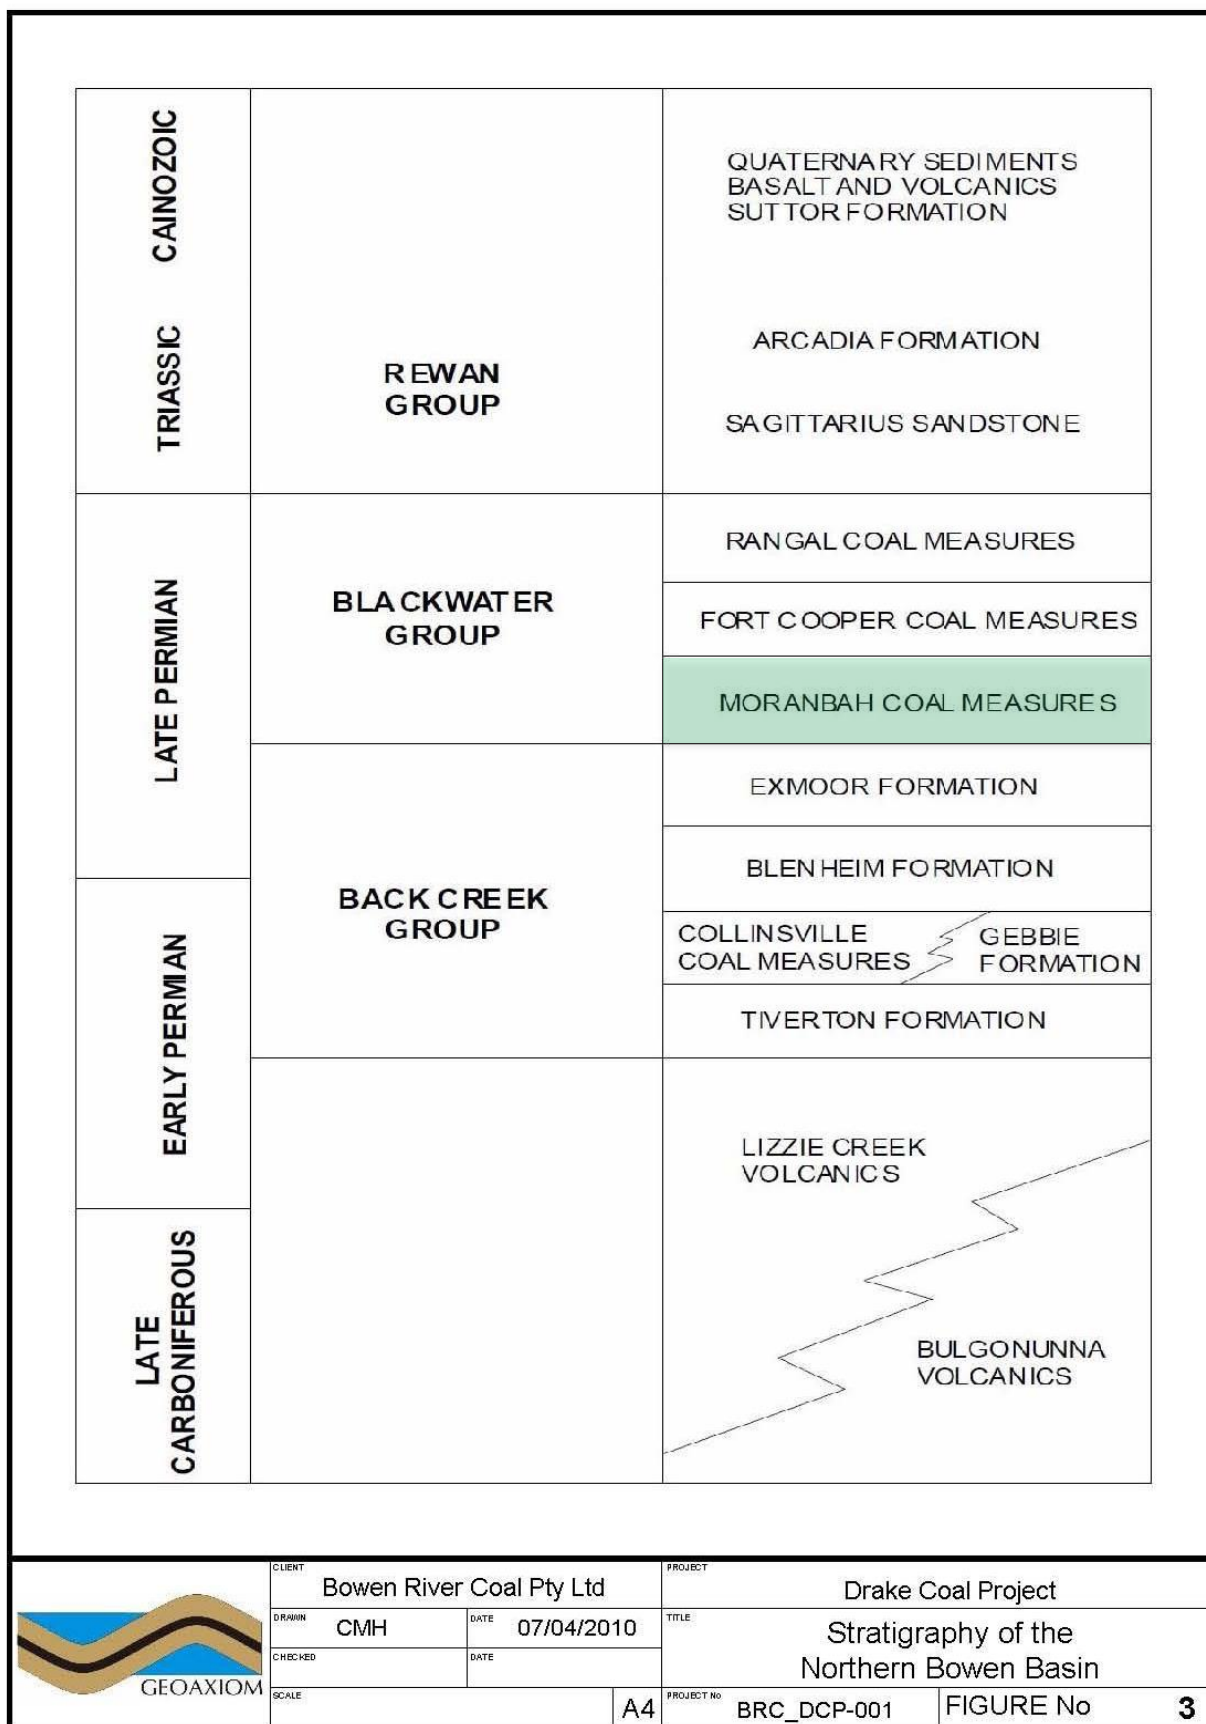 CAINOZOIC
QUATERNARY SEDIMENTS
BASALT AND VOLCANICS
SUTTOR FORMATION
TRIASSIC
REWAN
GROUP
ARCADIA FORMATION
SAGITTARIUS SANDSTONE
LATE PERMIAN
BLACKWATER
GROUP
RANGAL COAL MEASURES
FORT COOPER COAL MEASURES
MORANBAH COAL MEASURES
BACK CREEK
GROUP
EXMOOR FORMATION
BLENHEIM FORMATION
EARLY PERMIAN
COLLINSVILLE
COAL MEASURES
GEBBIE
FORMATION
TIVERTON FORMATION
LIZZIE CREEK
VOLCANICS
LATE
CARBONIFEROUS
BULGONUNNA
VOLCANICS
GEOAXIOM
CLIENT
Bowen River Coal Pty Ltd
PROJECT
Drake Coal Project
DRAWN CMH
DATE 07/04/2010
TITLE
Stratigraphy of the
Northern Bowen Basin
CHECKED
DATE
SCALE
A4
PROJECT No BRC_DCP-001
FIGURE No 3